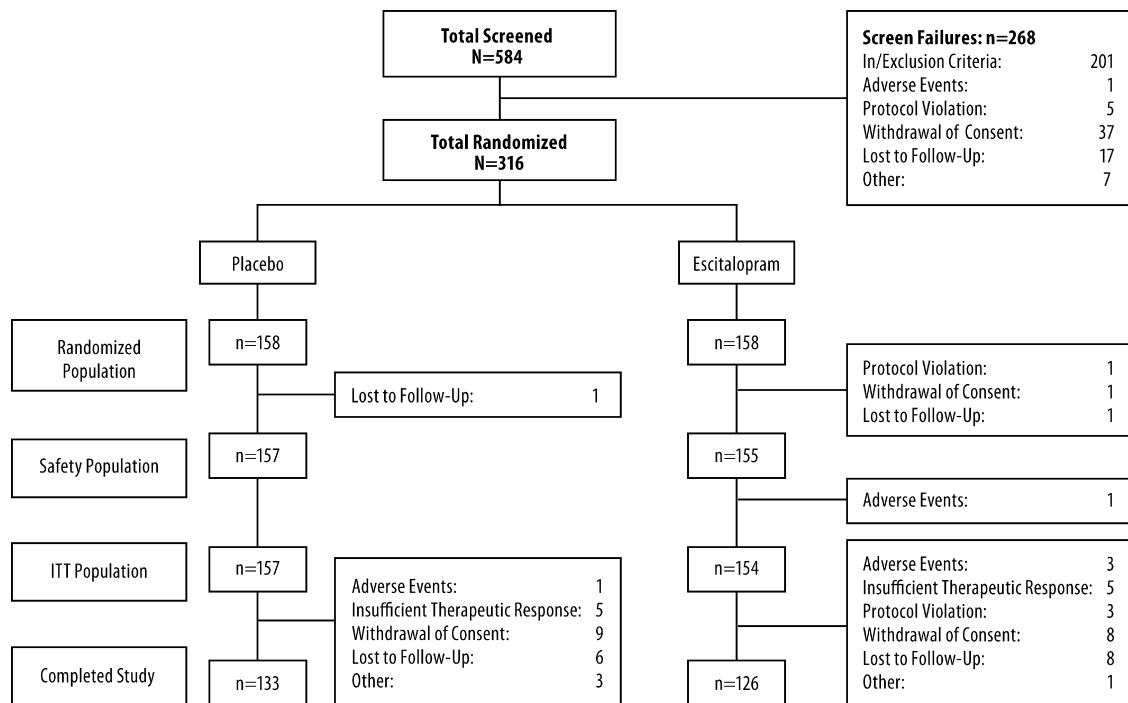 Total Screened
N=584
Screen Failures: n=268
In/Exclusion Criteria: 201
Adverse Events: 1
Protocol Violation: 5
Withdrawal of Consent: 37
Lost to Follow-Up: 17
Other: 7
Total Randomized
N=316
Placebo
Escitalopram
Randomized
Population
n=158
n=158
Lost to Follow-Up: 1
Protocol Violation: 1
Withdrawal of Consent: 1
Lost to Follow-Up: 1
Safety Population
n=157
n=155
Adverse Events: 1
ITT Population
n=157
n=154
Adverse Events: 1
Insufficient Therapeutic Response: 5
Withdrawal of Consent: 9
Lost to Follow-Up: 6
Other: 3
Adverse Events: 3
Insufficient Therapeutic Response: 5
Protocol Violation: 3
Withdrawal of Consent: 8
Lost to Follow-Up: 8
Other: 1
Completed Study
n=133
n=126